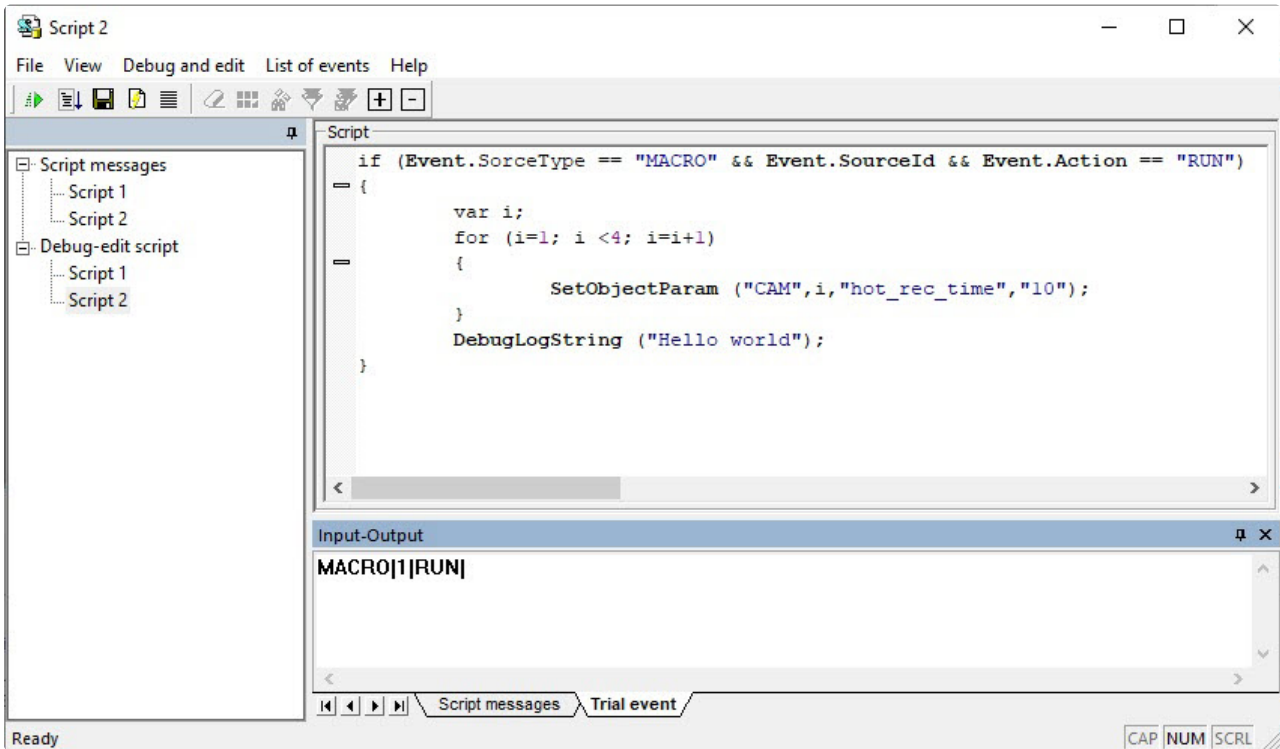 Script 2
File View Debug and edit List of events Help
Script messages
Script 1
Script 2
Debug-edit script
Script 1
Script 2
Script
if (Event.SorceType == "MACRO" && Event.SourceId && Event.Action == "RUN")
{
var i;
for (i=1; i <4; i=i+1)
{
SetObjectParam ("CAM",i,"hot_rec_time","10");
}
DebugLogString ("Hello world");
}
Input-Output
MACRO|1|RUN|
Script messages Trial event
Ready CAP NUM SCRL